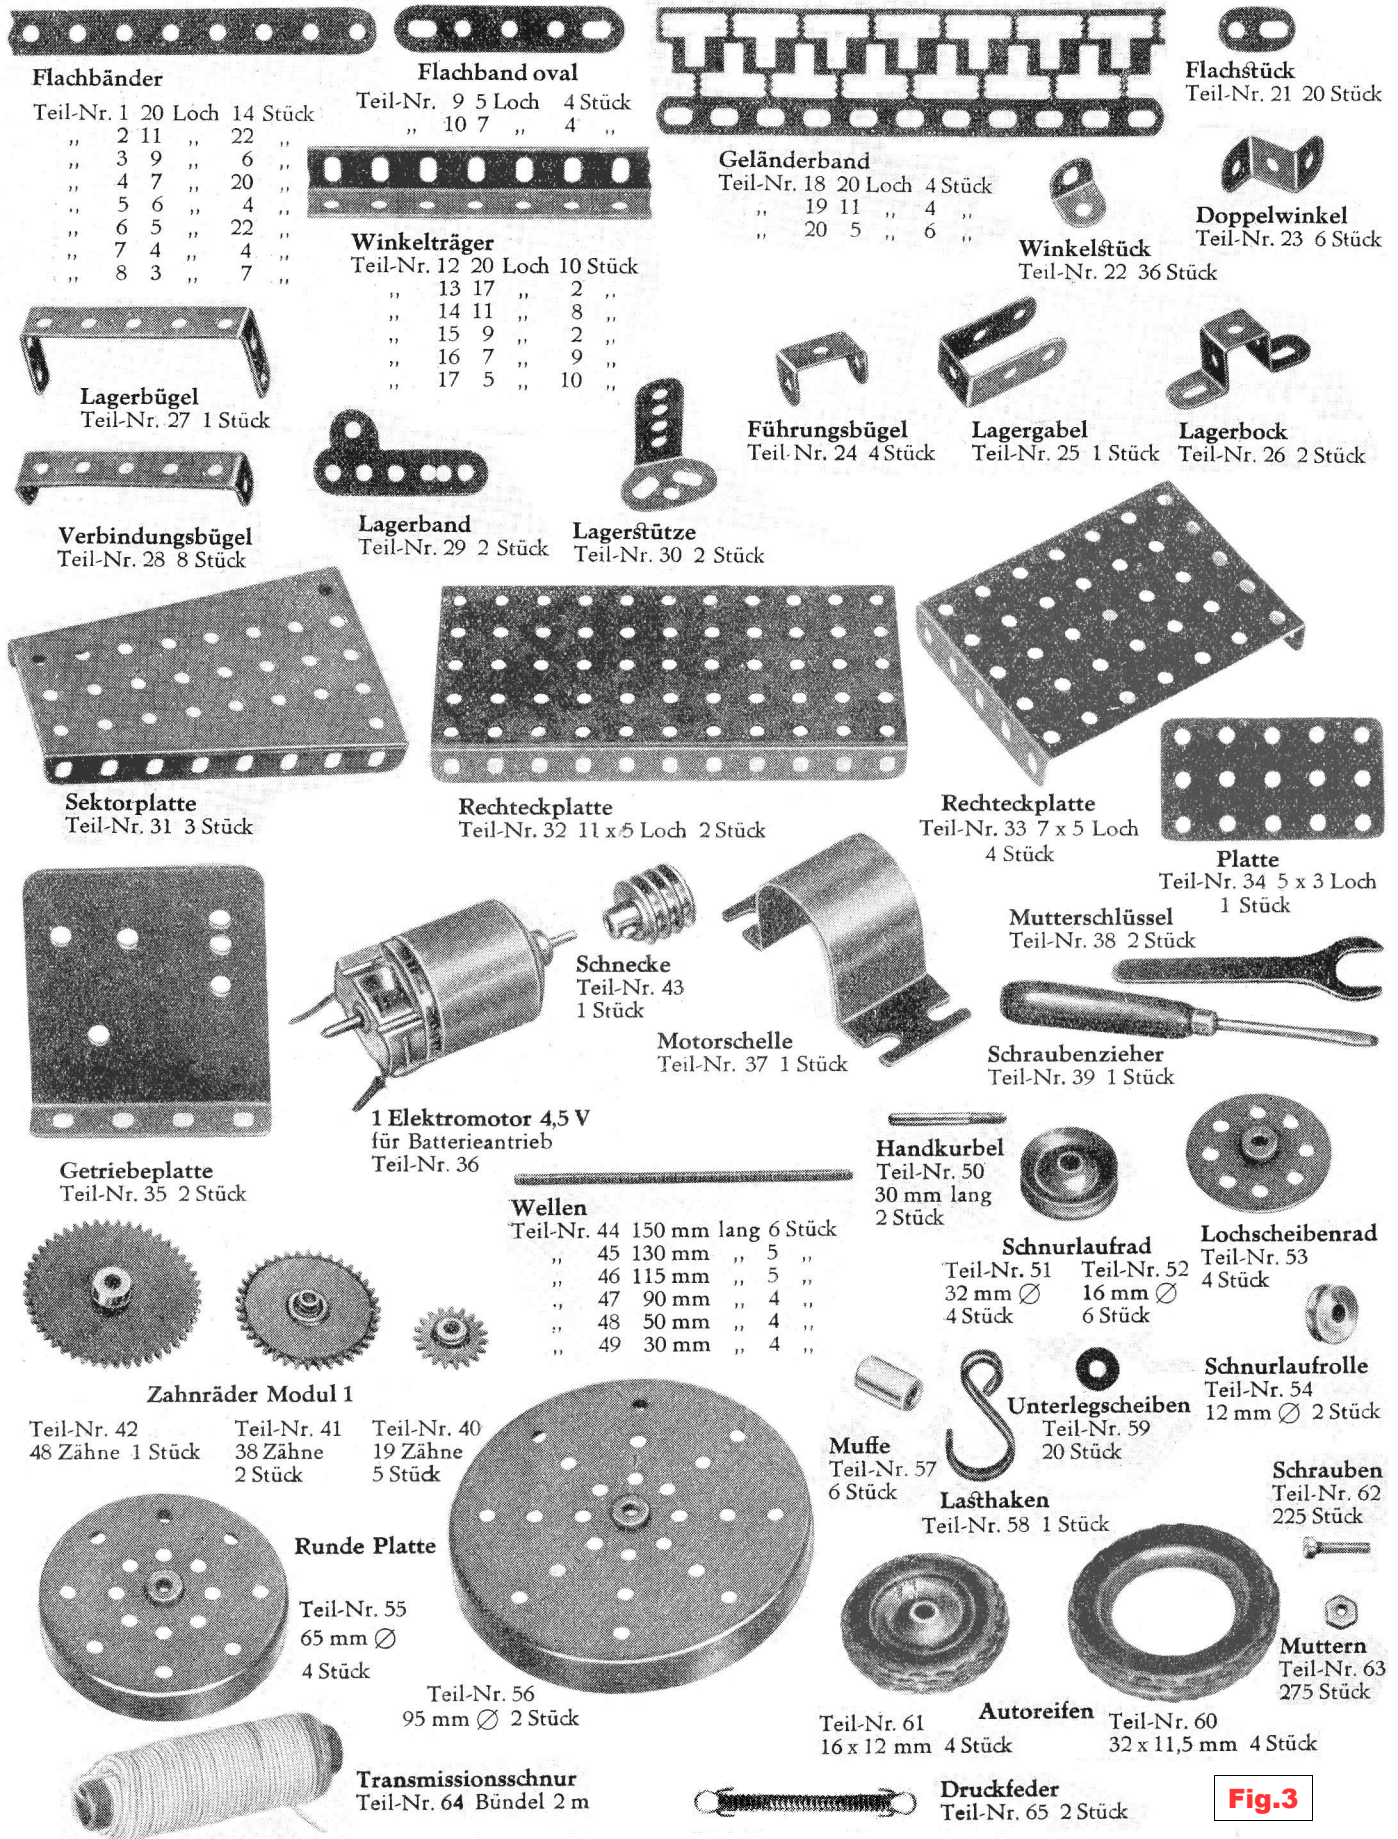 Flachbänder
Teil-Nr. 1 20 Loch 14 Stück
„ 2 11 „ 22 „
„ 3 9 „ 6 „
„ 4 7 „ 20 „
„ 5 6 „ 4 „
„ 6 5 „ 22 „
„ 7 4 „ 4 „
„ 8 3 „ 7 „
Flachband oval
Teil-Nr. 9 5 Loch 4 Stück
„ 10 7 „ 4 „
Winkelträger
Teil-Nr. 12 20 Loch 10 Stück
„ 13 17 „ 2 „
„ 14 11 „ 8 „
„ 15 9 „ 2 „
„ 16 7 „ 9 „
„ 17 5 „ 10 „
Geländerband
Teil-Nr. 18 20 Loch 4 Stück
„ 19 11 „ 4 „
„ 20 5 „ 6 „
Flachstück
Teil-Nr. 21 20 Stück
Winkelstück
Teil-Nr. 22 36 Stück
Doppelwinkel
Teil-Nr. 23 6 Stück
Lagerbügel
Teil-Nr. 27 1 Stück
Führungsbügel
Teil-Nr. 24 4 Stück
Lagergabel
Teil-Nr. 25 1 Stück
Lagerbock
Teil-Nr. 26 2 Stück
Verbindungsbügel
Teil-Nr. 28 8 Stück
Lagerband
Teil-Nr. 29 2 Stück
Lagerstütze
Teil-Nr. 30 2 Stück
Sektorplatte
Teil-Nr. 31 3 Stück
Rechteckplatte
Teil-Nr. 32 11 x 5 Loch 2 Stück
Rechteckplatte
Teil-Nr. 33 7 x 5 Loch
4 Stück
Platte
Teil-Nr. 34 5 x 3 Loch
1 Stück
Mutterschlüssel
Teil-Nr. 38 2 Stück
Schnecke
Teil-Nr. 43
1 Stück
Motorschelle
Teil-Nr. 37 1 Stück
Schraubenzieher
Teil-Nr. 39 1 Stück
1 Elektromotor 4,5 V
für Batterieantrieb
Teil-Nr. 36
Getriebeplatte
Teil-Nr. 35 2 Stück
Wellen
Teil-Nr. 44 150 mm lang 6 Stück
„ 45 130 mm „ 5 „
„ 46 115 mm „ 5 „
„ 47 90 mm „ 4 „
„ 48 50 mm „ 4 „
„ 49 30 mm „ 4 „
Handkurbel
Teil-Nr. 50
30 mm lang
2 Stück
Schnurlaufrad
Teil-Nr. 51 Teil-Nr. 52
32 mm ∅ 16 mm ∅
4 Stück 6 Stück
Lochscheibenrad
Teil-Nr. 53
4 Stück
Schnurlaufrolle
Teil-Nr. 54
12 mm ∅ 2 Stück
Zahnräder Modul 1
Teil-Nr. 42 Teil-Nr. 41 Teil-Nr. 40
48 Zähne 1 Stück 38 Zähne 19 Zähne
2 Stück 5 Stück
Unterlegscheiben
Teil-Nr. 59
20 Stück
Muffe
Teil-Nr. 57
6 Stück
Lasthaken
Teil-Nr. 58 1 Stück
Schrauben
Teil-Nr. 62
225 Stück
Runde Platte
Teil-Nr. 55
65 mm ∅
4 Stück
Teil-Nr. 56
95 mm ∅ 2 Stück
Muttern
Teil-Nr. 63
275 Stück
Autoreifen
Teil-Nr. 61 Teil-Nr. 60
16 x 12 mm 4 Stück 32 x 11,5 mm 4 Stück
Transmissionsschnur
Teil-Nr. 64 Bündel 2 m
Druckfeder
Teil-Nr. 65 2 Stück
Fig.3